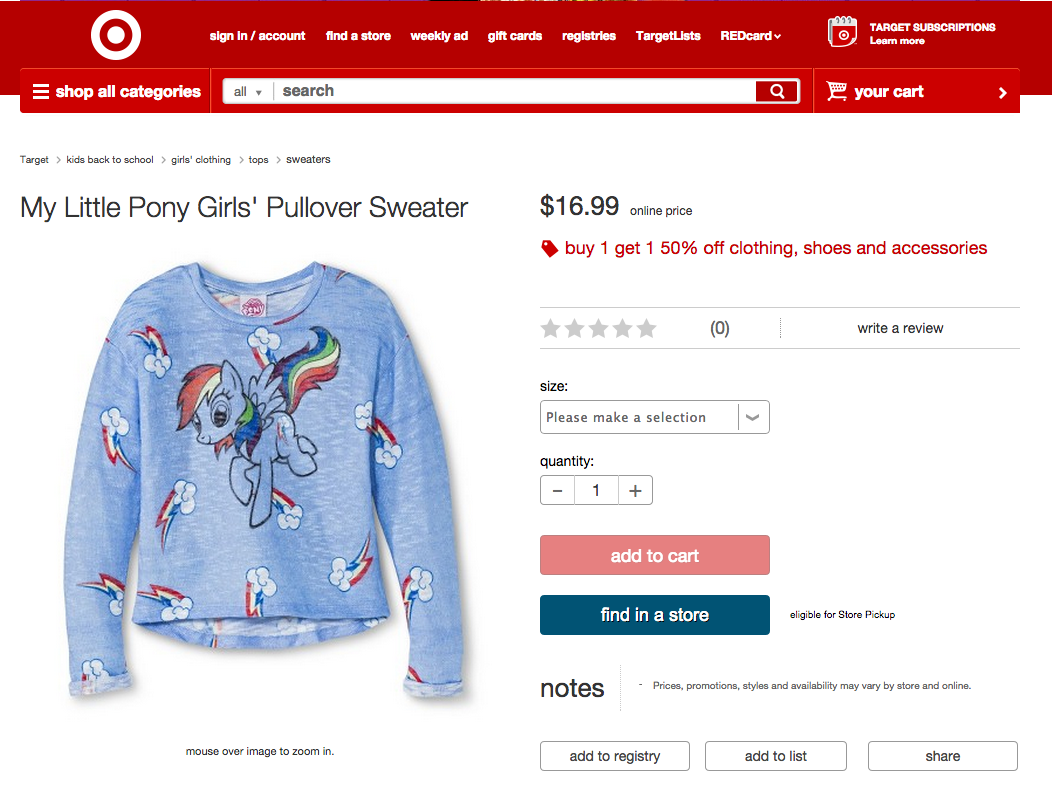 sign in / account find a store weekly ad gift cards registries TargetLists REDcard
TARGET SUBSCRIPTIONS
Learn more
shop all categories
all search
your cart
Target > kids back to school > girls' clothing > tops > sweaters
My Little Pony Girls' Pullover Sweater
PONY
mouse over image to zoom in.
$16.99 online price
buy 1 get 1 50% off clothing, shoes and accessories
(0) write a review
size:
Please make a selection
quantity:
− 1 +
add to cart
find in a store eligible for Store Pickup
notes - Prices, promotions, styles and availability may vary by store and online.
add to registry add to list share